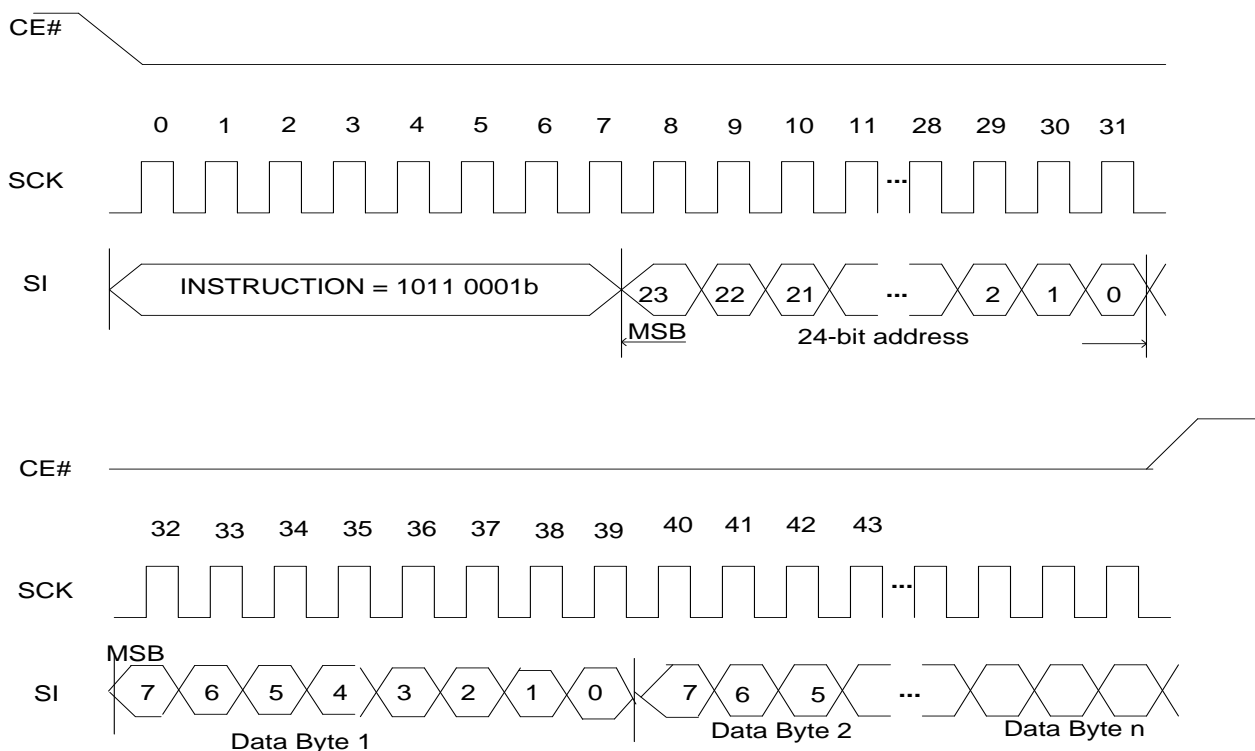 CE#
0 1 2 3 4 5 6 7 8 9 10 11 28 29 30 31
SCK ...
SI INSTRUCTION = 1011 0001b 23 22 21 ... 2 1 0
MSB 24-bit address
CE#
32 33 34 35 36 37 38 39 40 41 42 43
SCK ...
MSB
SI 7 6 5 4 3 2 1 0 7 6 5 ...
Data Byte 1 Data Byte 2 Data Byte n